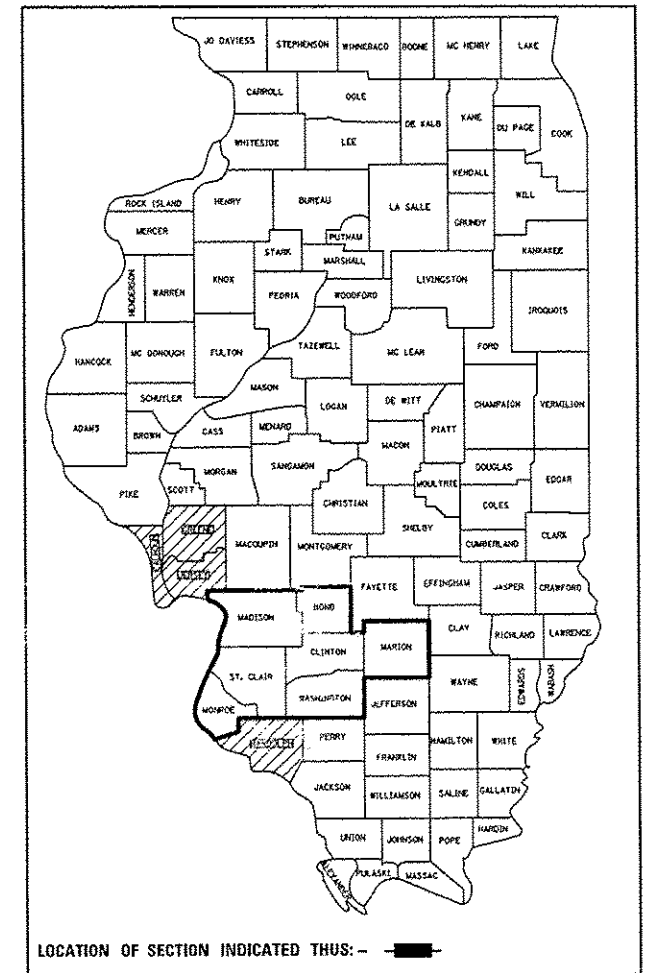 JO DAVIESS STEPHENSON WINNEBAGO BOONE MC HENRY LAKE
CARROLL OGLE DE KALB KANE DU PAGE COOK
WHITESIDE LEE KENDALL WILL
ROCK ISLAND HENRY BUREAU LA SALLE GRUNDY
MERCER STARK PUTNAM MARSHALL KANKAKEE
HENDERSON WARREN KNOX PEORIA WOODFORD LIVINGSTON IROQUOIS
HANCOCK MC DONOUGH FULTON TAZEWELL MC LEAN FORD
SCHUYLER MASON LOGAN DE WITT CHAMPAIGN VERMILION
ADAMS BROWN CASS MENARD MACON PIATT
PIKE SCOTT MORGAN SANGAMON CHRISTIAN MOULTRIE DOUGLAS EDGAR
COLES
CALHOUN GREENE MACOUPIN MONTGOMERY SHELBY CUMBERLAND CLARK
JERSEY FAYETTE EFFINGHAM JASPER CRAWFORD
MADISON BOND CLAY RICHLAND LAWRENCE
CLINTON MARION
ST. CLAIR WASHINGTON JEFFERSON WAYNE EDWARDS WABASH
MONROE
RANDOLPH PERRY HAMILTON WHITE
FRANKLIN
JACKSON WILLIAMSON SALINE GALLATIN
UNION JOHNSON POPE HARDIN
ALEXANDER PULASKI MASSAC
LOCATION OF SECTION INDICATED THUS: -